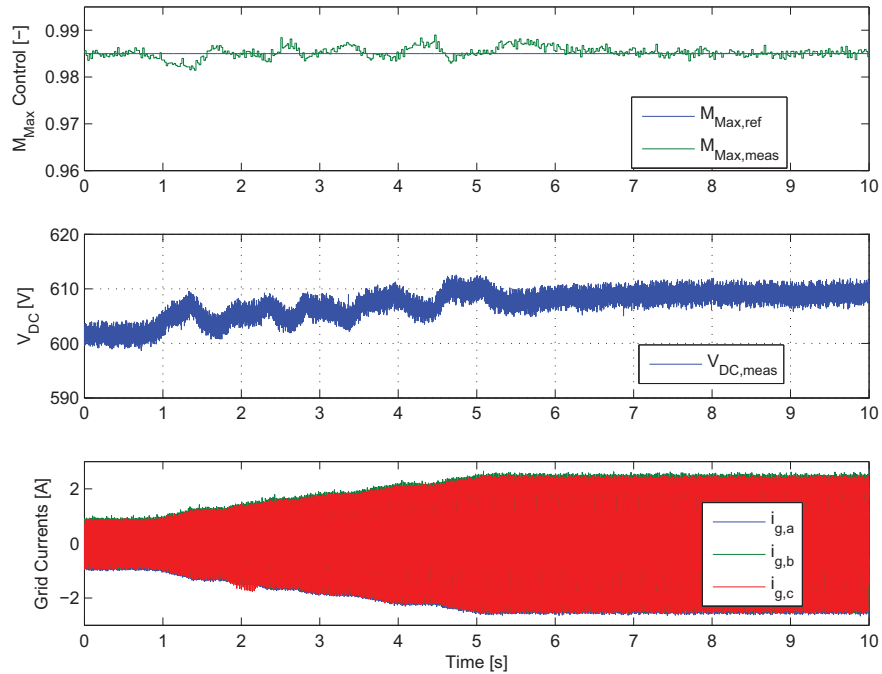 0.99
0.98
0.97
0.96
M_Max Control [−]
M_Max,ref
M_Max,meas
0 1 2 3 4 5 6 7 8 9 10
620
610
600
590
V_DC [V]
V_DC,meas
0 1 2 3 4 5 6 7 8 9 10
2
0
−2
Grid Currents [A]
i_g,a
i_g,b
i_g,c
0 1 2 3 4 5 6 7 8 9 10
Time [s]